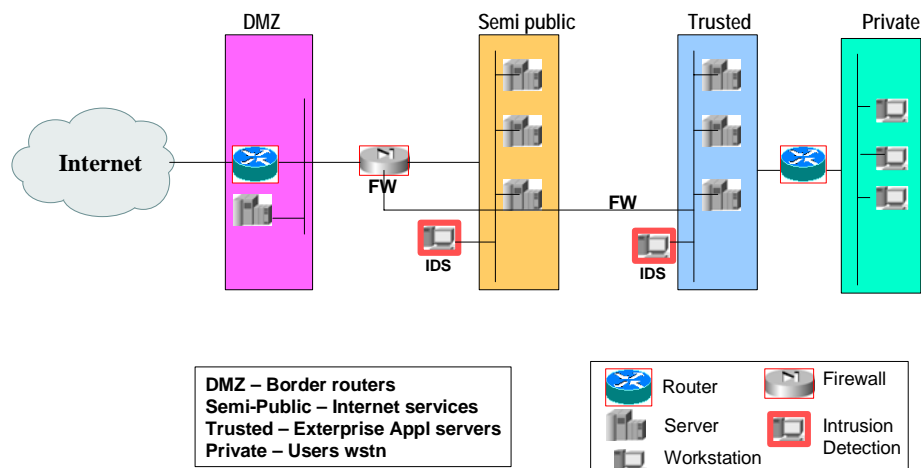 DMZ
Semi public
Trusted
Private
Internet
FW
FW
IDS
IDS
DMZ – Border routers
Semi-Public – Internet services
Trusted – Exterprise Appl servers
Private – Users wstn
Router
Firewall
Server
Intrusion
Detection
Workstation